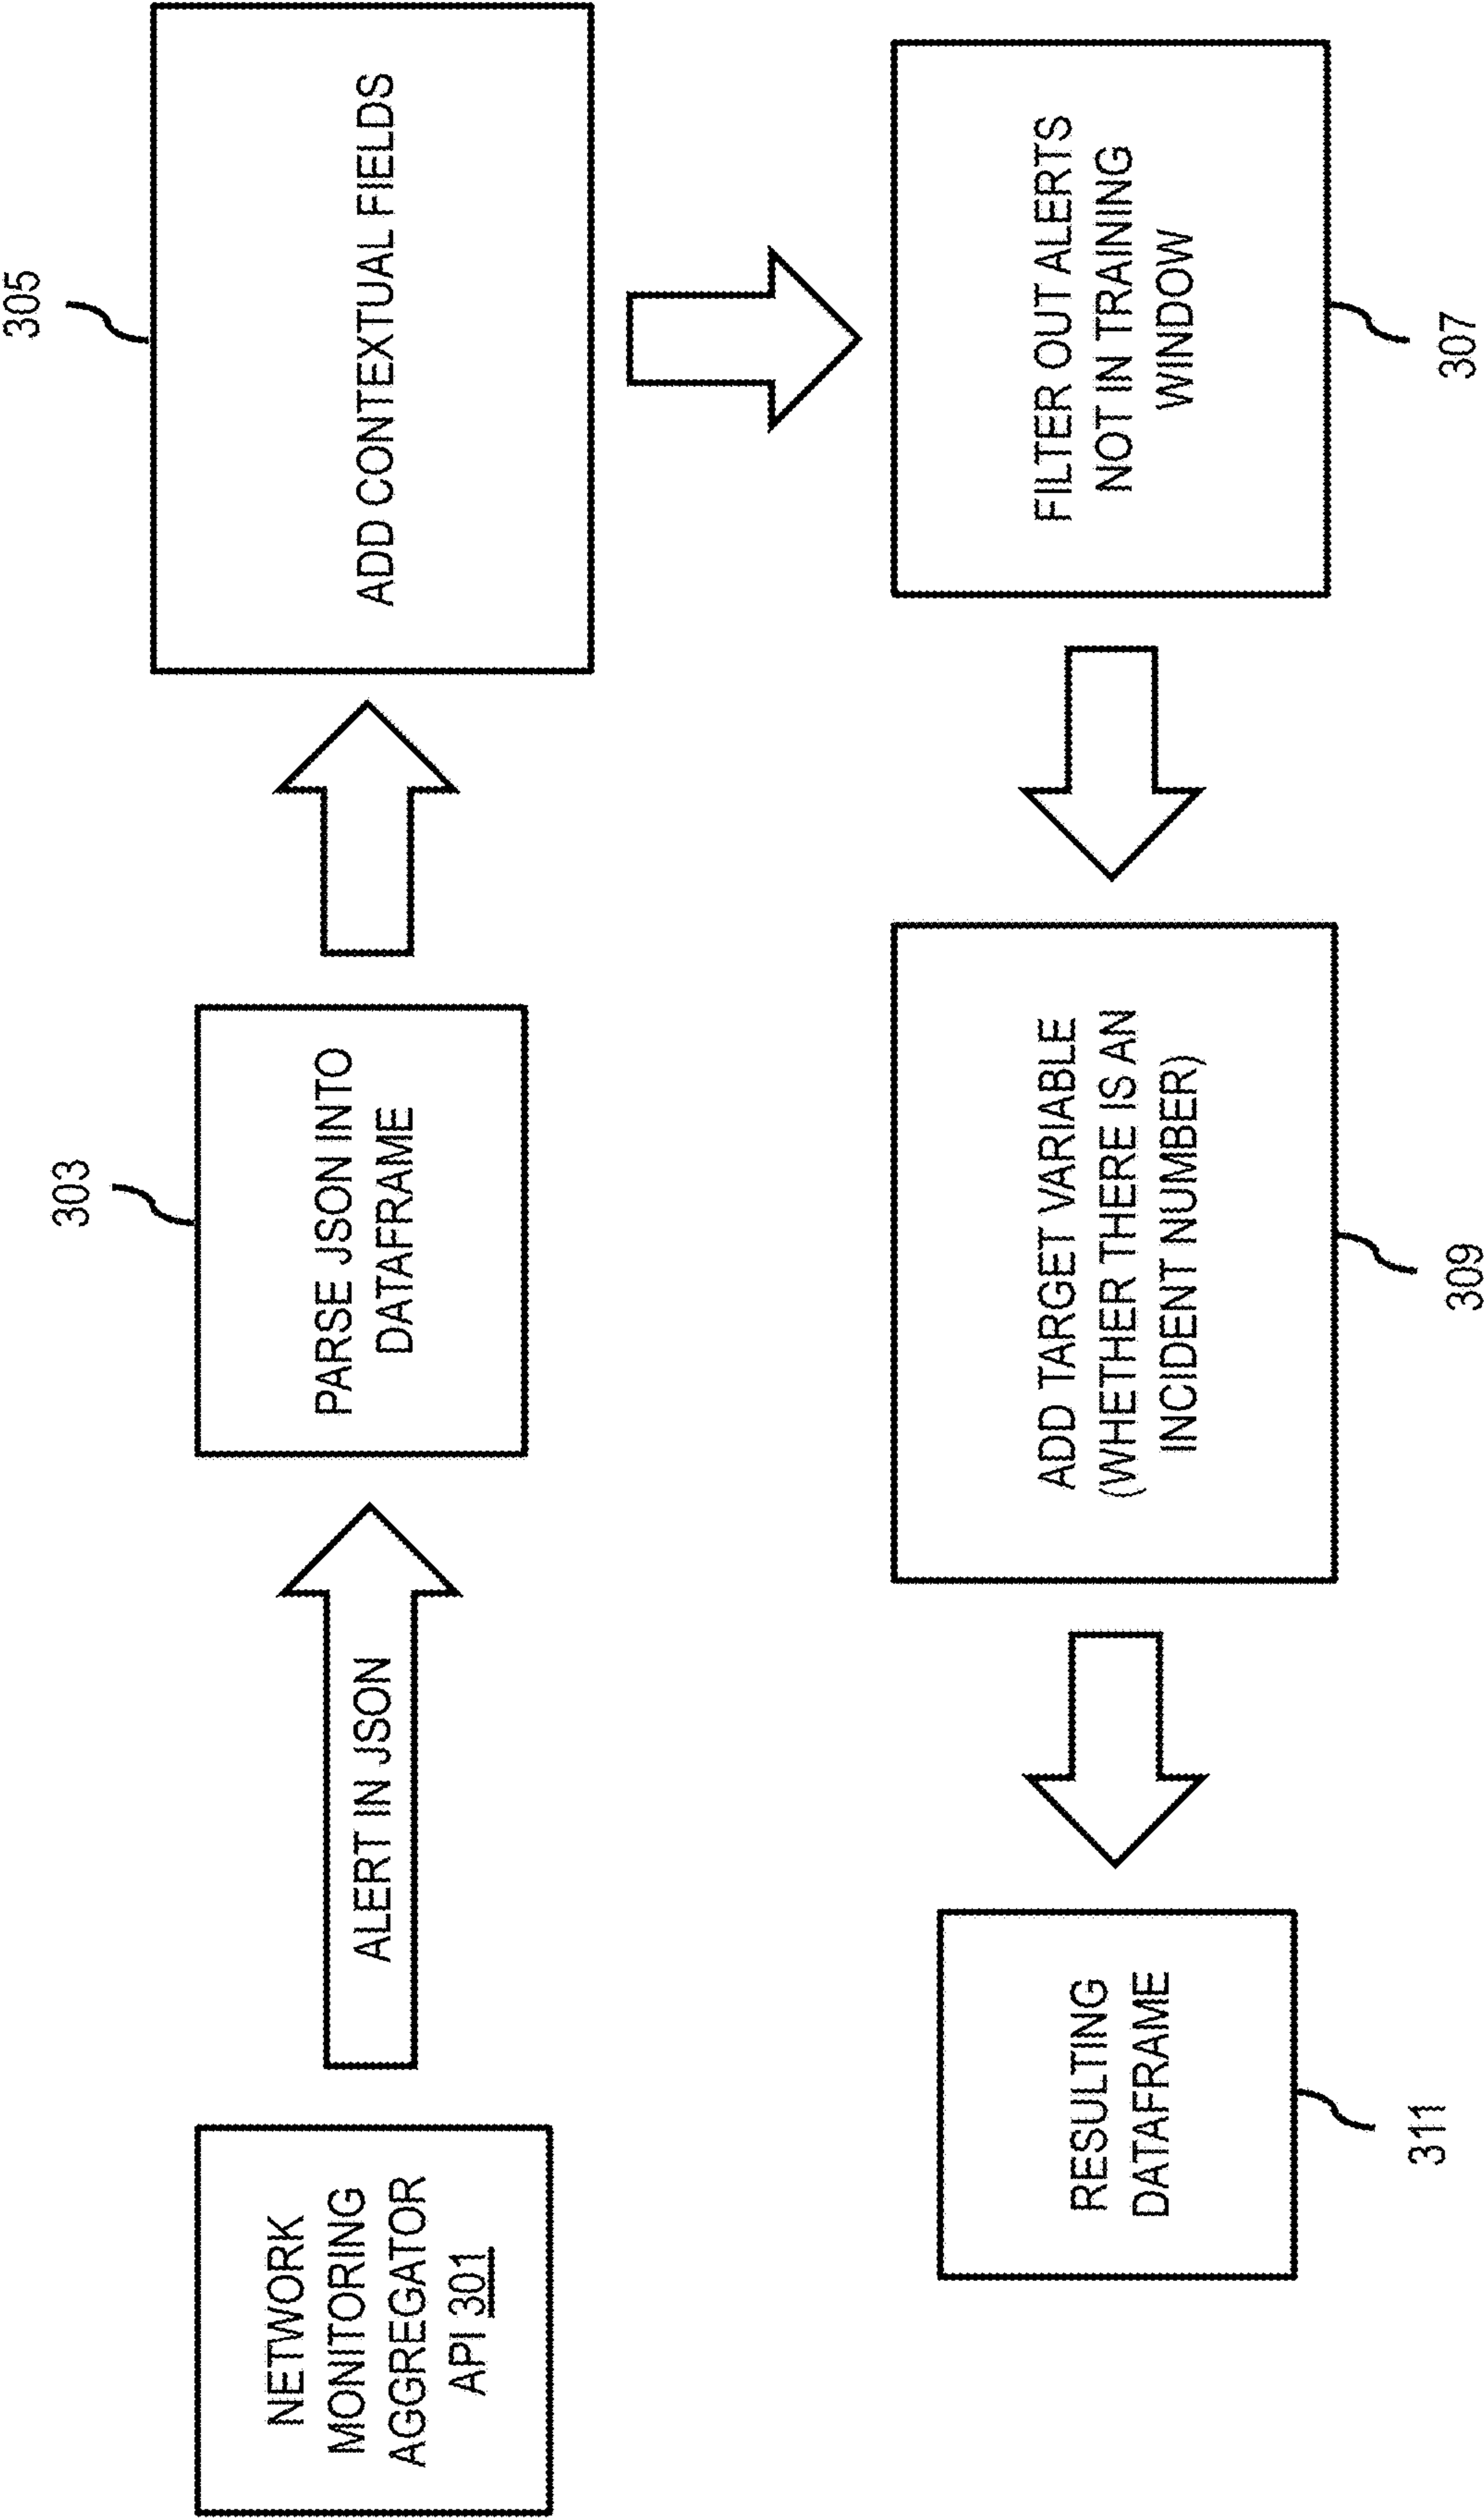 NETWORK
MONITORING
AGGREGATOR
API 301
ALERT IN JSON
303
PARSE JSON INTO
DATAFRAME
305
ADD CONTEXTUAL FIELDS
FILTER OUT ALERTS
NOT IN TRAINING
WINDOW
307
ADD TARGET VARIABLE
(WHETHER THERE IS AN
INCIDENT NUMBER)
309
RESULTING
DATAFRAME
311